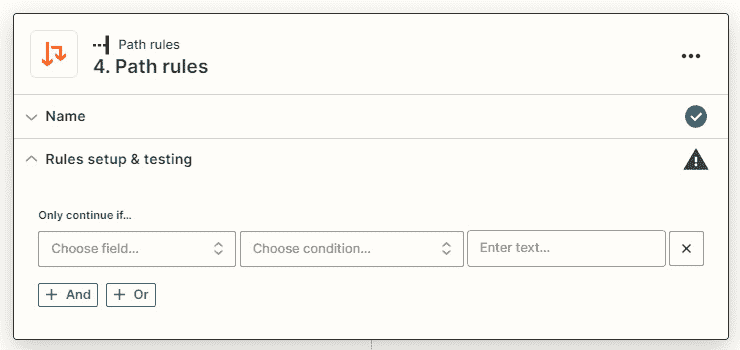 Path rules
4. Path rules
Name
Rules setup & testing
Only continue if...
Choose field... Choose condition... Enter text...
+ And + Or